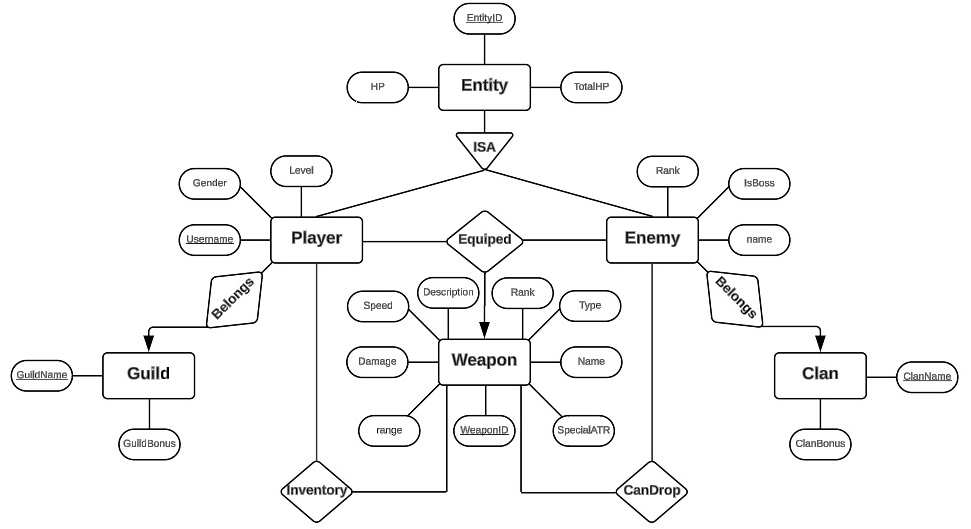 EntityID
HP
Entity
TotalHP
ISA
Gender
Level
Rank
IsBoss
Username
Player
Equiped
Enemy
name
Belongs
Belongs
Speed
Description
Rank
Type
Guild
GuildName
Damage
Weapon
Name
Clan
ClanName
GuildBonus
range
WeaponID
SpecialATR
ClanBonus
Inventory
CanDrop